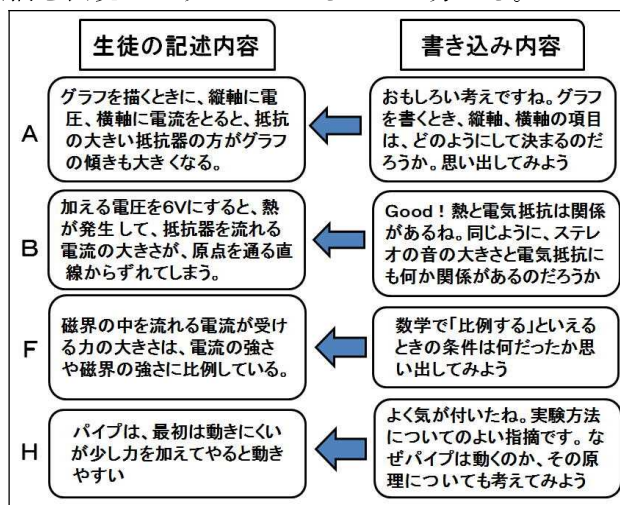 生徒の記述内容
書き込み内容
A
グラフを描くときに、縦軸に電
圧、横軸に電流をとると、抵抗
の大きい抵抗器の方がグラフ
の傾きも大きくなる。
おもしろい考えですね。グラフ
を書くとき、縦軸、横軸の項目
は、どのようにして決まるのだ
ろうか。思い出してみよう
B
加える電圧を6Vにすると、熱
が発生して、抵抗器を流れる
電流の大きさが、原点を通る直
線からずれてしまう。
Good！熱と電気抵抗は関係
があるね。同じように、ステレ
オの音の大きさと電気抵抗に
も何か関係があるのだろうか
F
磁界の中を流れる電流が受け
る力の大きさは、電流の強さ
や磁界の強さに比例している。
数学で「比例する」といえる
ときの条件は何だったか思
い出してみよう
H
パイプは、最初は動きにくい
が少し力を加えてやると動き
やすい
よく気が付いたね。実験方法
についてのよい指摘です。な
ぜパイプは動くのか、その原
理についても考えてみよう